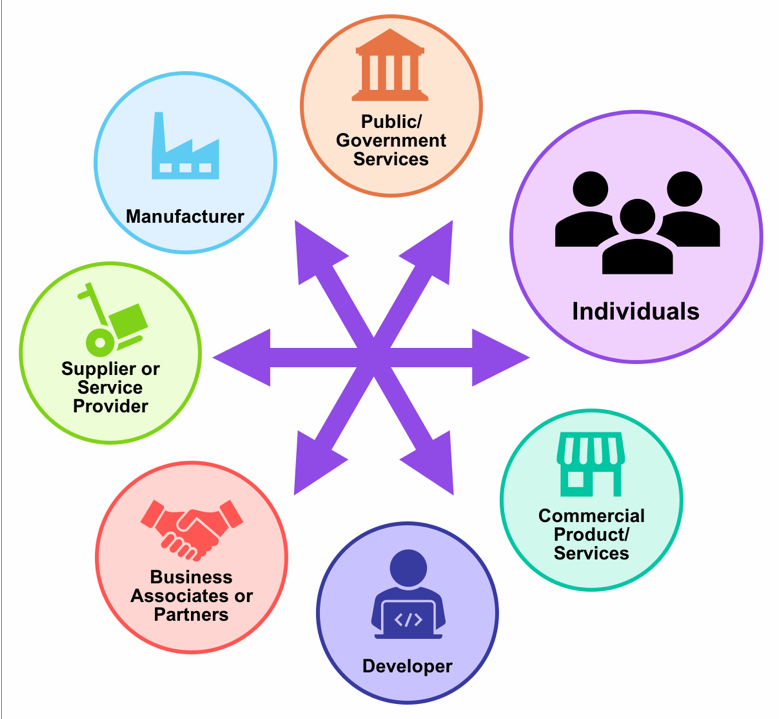 Public/
Government
Services
Manufacturer
Individuals
Supplier or
Service
Provider
Commercial
Product/
Services
Business
Associates or
Partners
</>
Developer